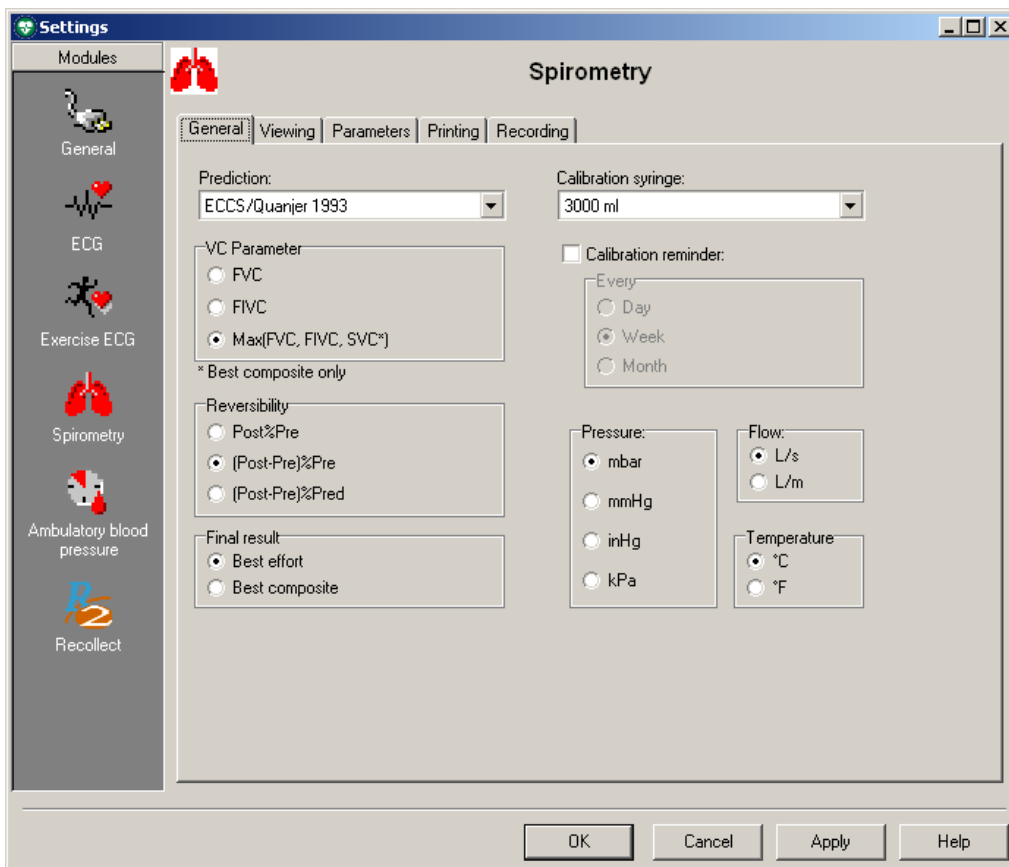 Settings
Modules
General
ECG
Exercise ECG
Spirometry
Ambulatory blood
pressure
R2
Recollect
Spirometry
General Viewing Parameters Printing Recording
Prediction:
ECCS/Quanjer 1993
VC Parameter
FVC
FIVC
Max(FVC, FIVC, SVC*)
* Best composite only
Reversibility
Post%Pre
(Post-Pre)%Pre
(Post-Pre)%Pred
Final result
Best effort
Best composite
Calibration syringe:
3000 ml
Calibration reminder:
Every
Day
Week
Month
Pressure:
mbar
mmHg
inHg
kPa
Flow:
L/s
L/m
Temperature
°C
°F
OK Cancel Apply Help